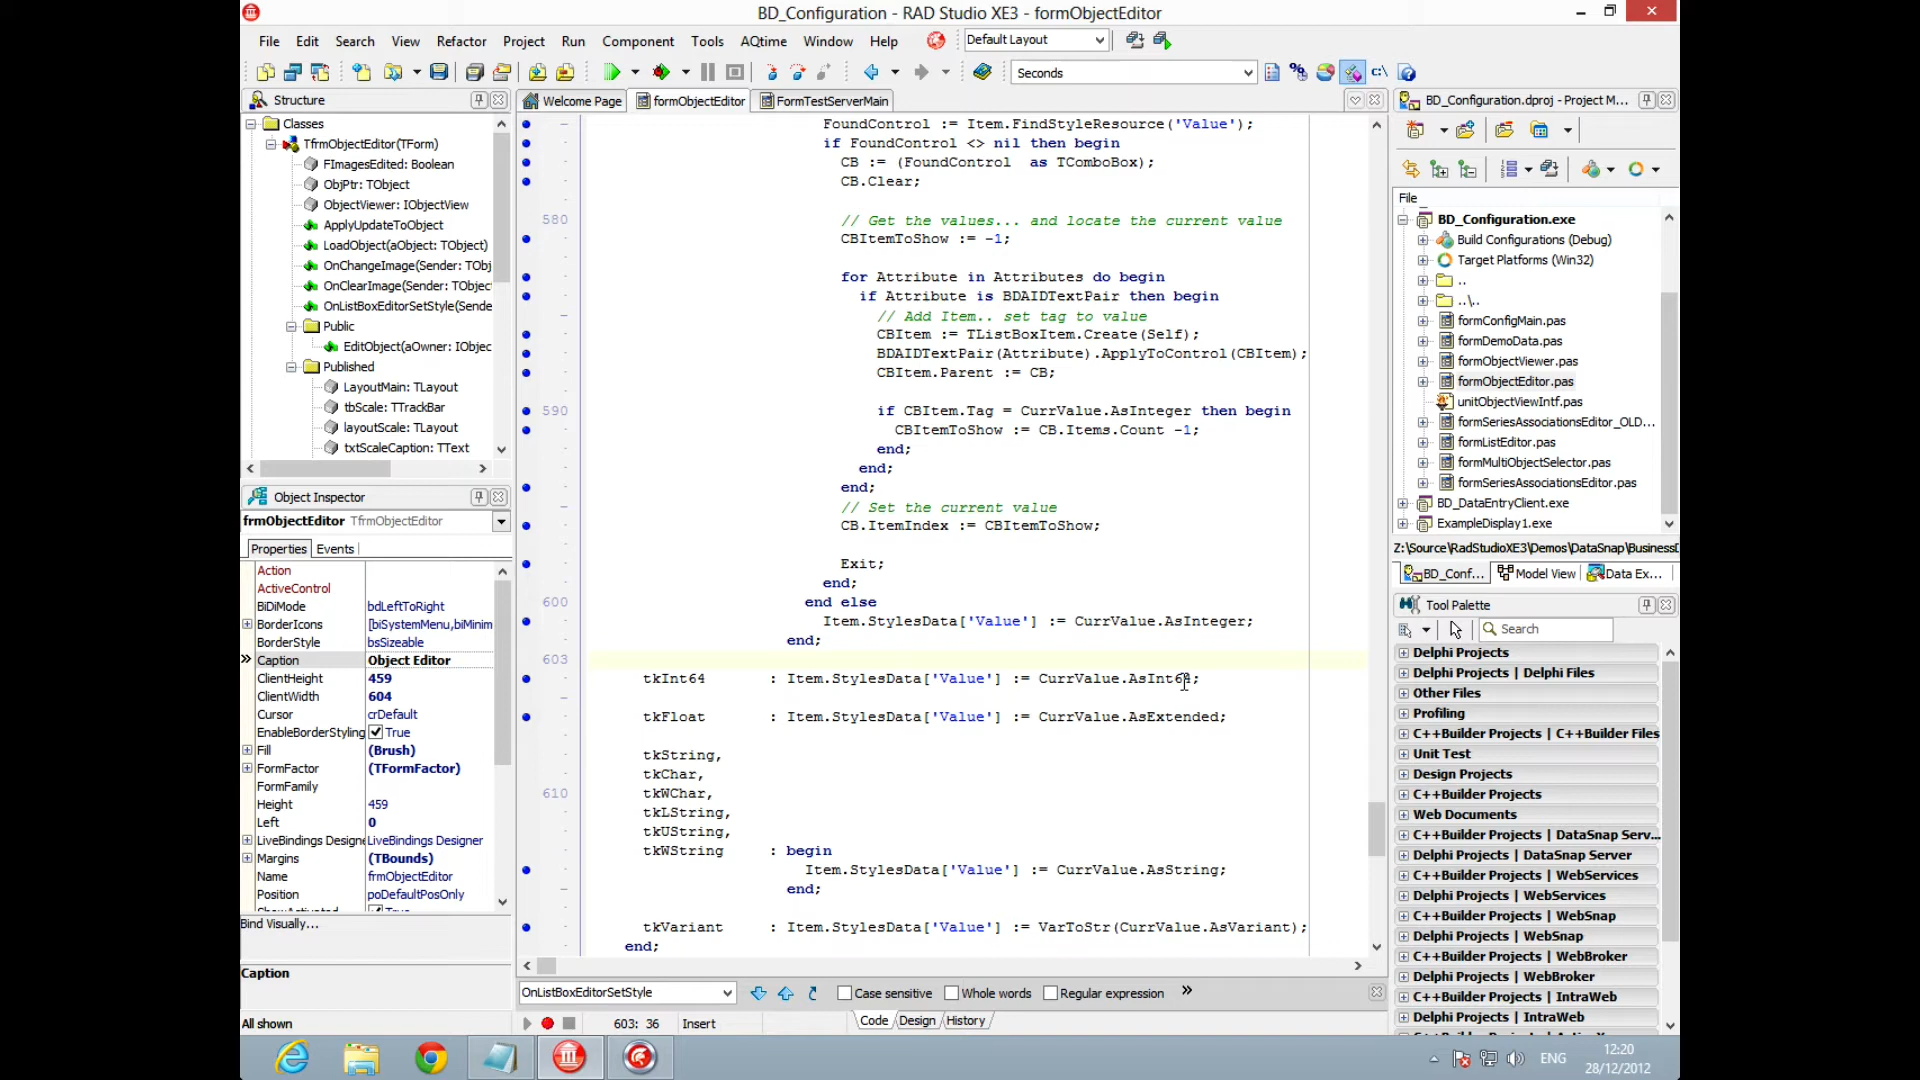 BD_Configuration - RAD Studio XE3 - formObjectEditor
File Edit Search View Refactor Project Run Component Tools AQtime Window Help
Default Layout
Seconds
Structure
Classes
TfrmObjectEditor(TForm)
FImagesEdited: Boolean
ObjPtr: TObject
ObjectViewer: IObjectView
ApplyUpdateToObject
LoadObject(aObject: TObject)
OnChangeImage(Sender: TObj
OnClearImage(Sender: TObjec
OnListBoxEditorSetStyle(Sende
Public
EditObject(aOwner: IObjec
Published
LayoutMain: TLayout
tbScale: TTrackBar
layoutScale: TLayout
txtScaleCaption: TText
Object Inspector
frmObjectEditor TfrmObjectEditor
Properties Events
Action
ActiveControl
BiDiMode bdLeftToRight
BorderIcons [biSystemMenu,biMinim
BorderStyle bsSizeable
Caption Object Editor
ClientHeight 459
ClientWidth 604
Cursor crDefault
EnableBorderStyling True
Fill (Brush)
FormFactor (TFormFactor)
FormFamily
Height 459
Left 0
LiveBindings Designe LiveBindings Designer
Margins (TBounds)
Name frmObjectEditor
Position poDefaultPosOnly
Bind Visually...
Caption
All shown
Welcome Page formObjectEditor FormTestServerMain
FoundControl := Item.FindStyleResource('Value');
if FoundControl <> nil then begin
CB := (FoundControl as TComboBox);
CB.Clear;
580 // Get the values... and locate the current value
CBItemToShow := -1;
for Attribute in Attributes do begin
if Attribute is BDAIDTextPair then begin
// Add Item.. set tag to value
CBItem := TListBoxItem.Create(Self);
BDAIDTextPair(Attribute).ApplyToControl(CBItem);
CBItem.Parent := CB;
590 if CBItem.Tag = CurrValue.AsInteger then begin
CBItemToShow := CB.Items.Count -1;
end;
end;
end;
// Set the current value
CB.ItemIndex := CBItemToShow;
Exit;
end;
600 end else
Item.StylesData['Value'] := CurrValue.AsInteger;
end;
603
tkInt64 : Item.StylesData['Value'] := CurrValue.AsInt64;
tkFloat : Item.StylesData['Value'] := CurrValue.AsExtended;
tkString,
tkChar,
610 tkWChar,
tkLString,
tkUString,
tkWString : begin
Item.StylesData['Value'] := CurrValue.AsString;
end;
tkVariant : Item.StylesData['Value'] := VarToStr(CurrValue.AsVariant);
end;
OnListBoxEditorSetStyle Case sensitive Whole words Regular expression
603: 36 Insert Code Design History
BD_Configuration.dproj - Project M...
File
BD_Configuration.exe
Build Configurations (Debug)
Target Platforms (Win32)
..
..\..
formConfigMain.pas
formDemoData.pas
formObjectViewer.pas
formObjectEditor.pas
unitObjectViewIntf.pas
formSeriesAssociationsEditor_OLD...
formListEditor.pas
formMultiObjectSelector.pas
formSeriesAssociationsEditor.pas
BD_DataEntryClient.exe
ExampleDisplay1.exe
Z:\Source\RadStudioXE3\Demos\DataSnap\BusinessD
BD_Conf... Model View Data Ex...
Tool Palette
Search
Delphi Projects
Delphi Projects | Delphi Files
Other Files
Profiling
C++Builder Projects | C++Builder Files
Unit Test
Design Projects
C++Builder Projects
Web Documents
C++Builder Projects | DataSnap Serv...
Delphi Projects | DataSnap Server
C++Builder Projects | WebServices
Delphi Projects | WebServices
C++Builder Projects | WebSnap
Delphi Projects | WebSnap
C++Builder Projects | WebBroker
Delphi Projects | WebBroker
C++Builder Projects | IntraWeb
Delphi Projects | IntraWeb
ENG
12:20
28/12/2012